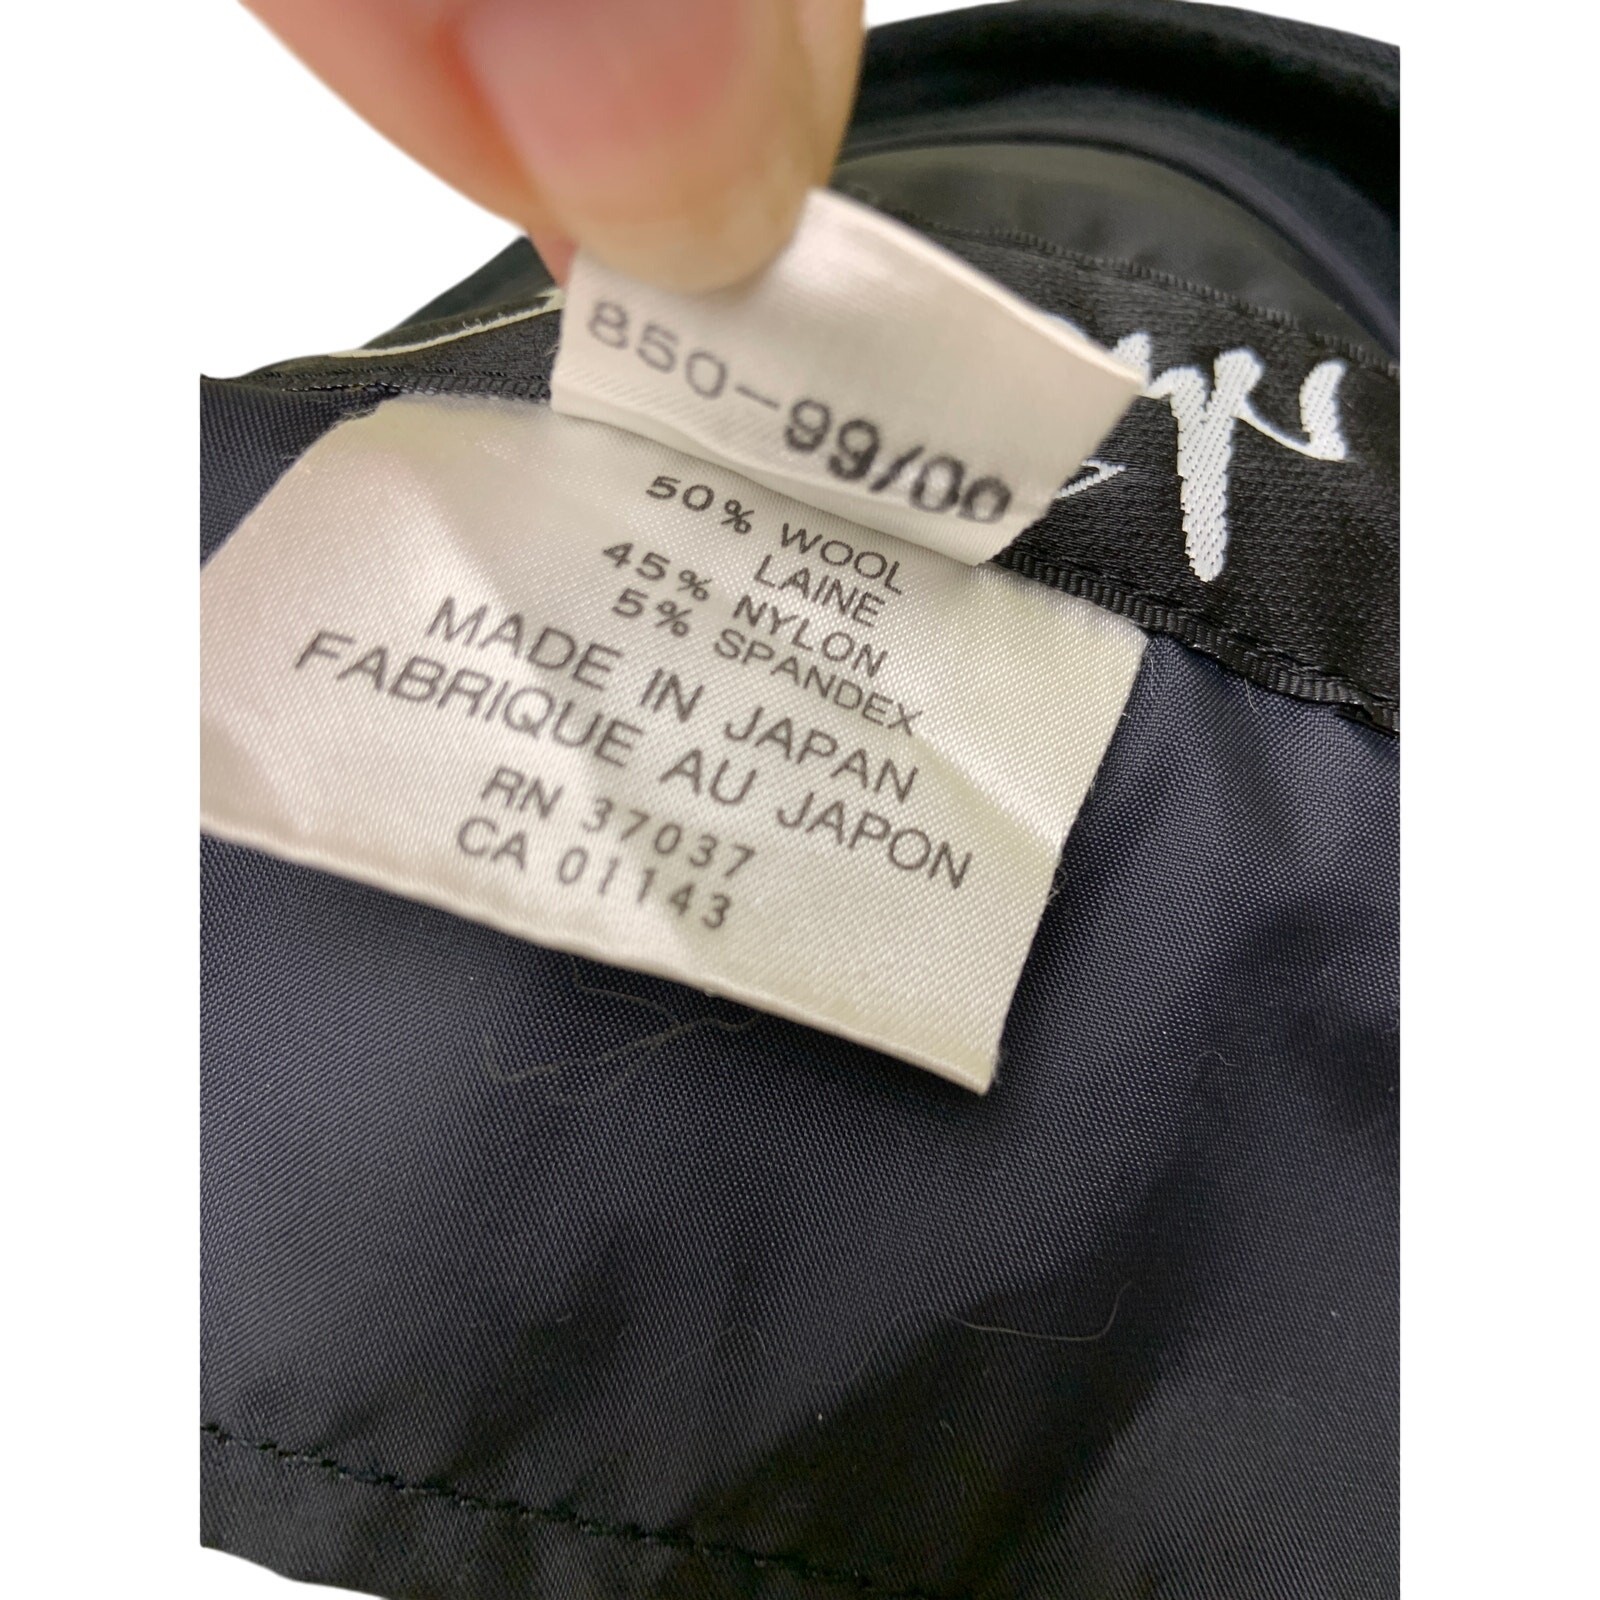 850-99/00
50% WOOL
LAINE
45% NYLON
5% SPANDEX
MADE IN JAPAN
FABRIQUE AU JAPON
RN 37037
CA 01143